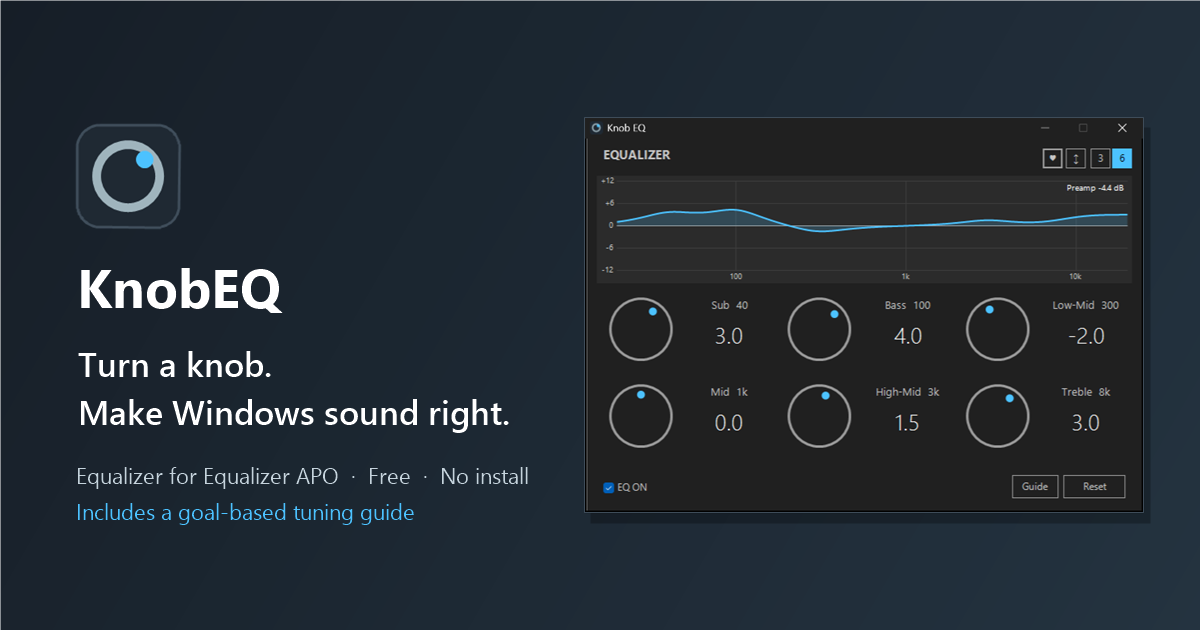 KnobEQ
Turn a knob.
Make Windows sound right.
Equalizer for Equalizer APO · Free · No install
Includes a goal-based tuning guide
Knob EQ
EQUALIZER
3 6
+12
Preamp -4.4 dB
+6
0
-6
-12
100 1k 10k
Sub 40
3.0
Bass 100
4.0
Low-Mid 300
-2.0
Mid 1k
0.0
High-Mid 3k
1.5
Treble 8k
3.0
EQ ON
Guide
Reset